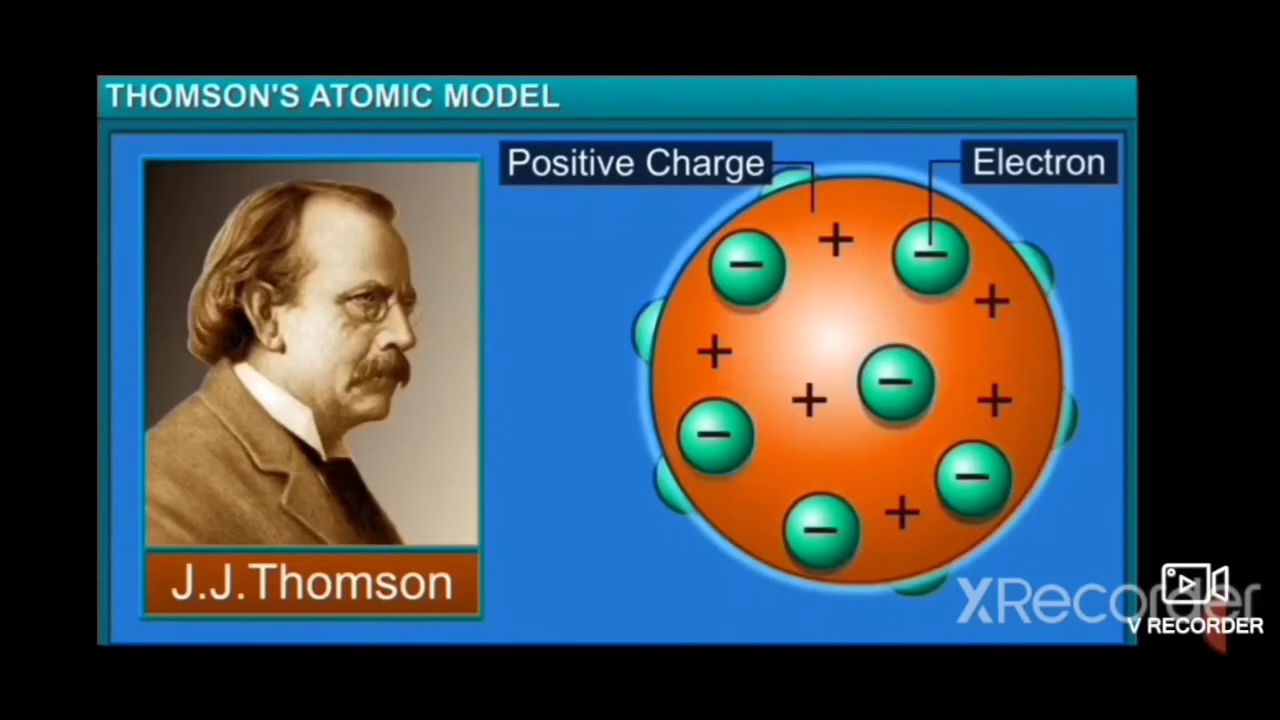 THOMSON'S ATOMIC MODEL
Positive Charge
Electron
− + −
+
+ −
+ +
−
−
− +
J.J.Thomson
XRecorder
V RECORDER